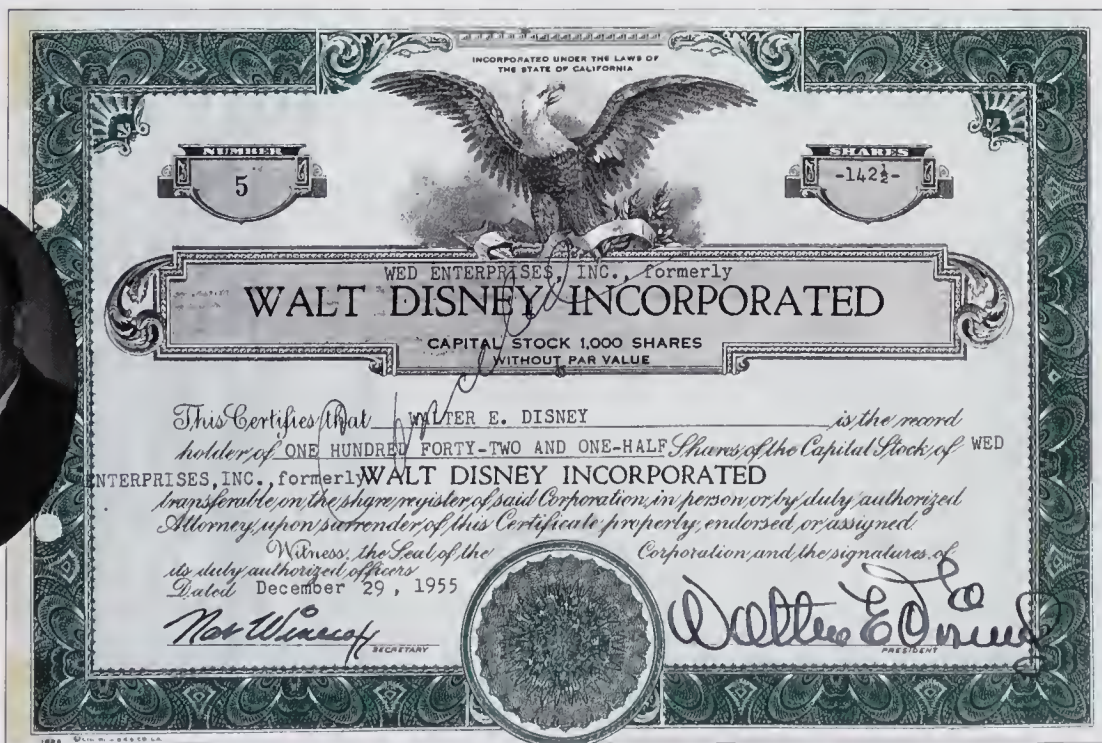 INCORPORATED UNDER THE LAWS OF
THE STATE OF CALIFORNIA
NUMBER
5
SHARES
-142½-
WED ENTERPRISES, INC., formerly
WALT DISNEY INCORPORATED
CAPITAL STOCK 1,000 SHARES
WITHOUT PAR VALUE
Cancelled
This Certifies that WALTER E. DISNEY is the record
holder of ONE HUNDRED FORTY-TWO AND ONE-HALF Shares of the Capital Stock of WED
ENTERPRISES, INC., formerly WALT DISNEY INCORPORATED
transferable on the share register of said Corporation in person or by duly authorized
Attorney upon surrender of this Certificate properly endorsed or assigned.
Witness, the Seal of the Corporation and the signatures of
its duly authorized officers
Dated December 29, 1955
Walter E Disney
SECRETARY
PRESIDENT